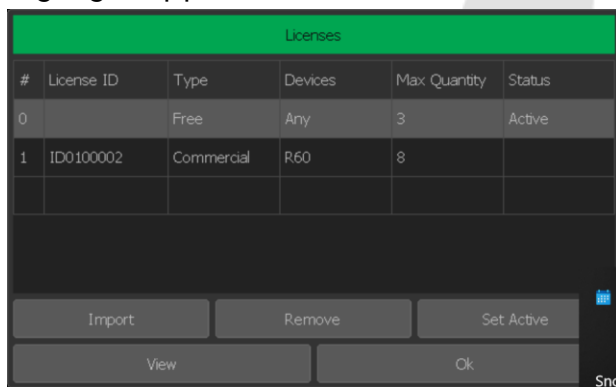 Licenses
# License ID Type Devices Max Quantity Status
0 Free Any 3 Active
1 ID0100002 Commercial R60 8
Import Remove Set Active
View Ok